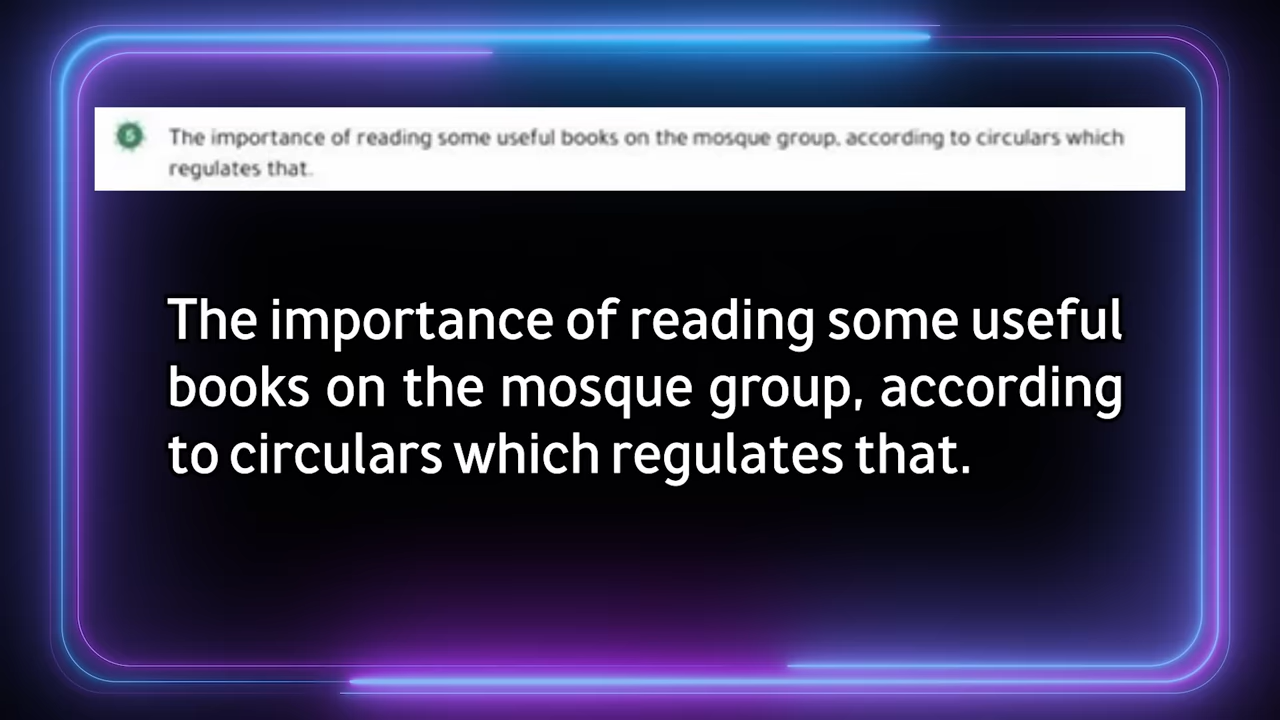 5
The importance of reading some useful books on the mosque group, according to circulars which
regulates that.
The importance of reading some useful
books on the mosque group, according
to circulars which regulates that.